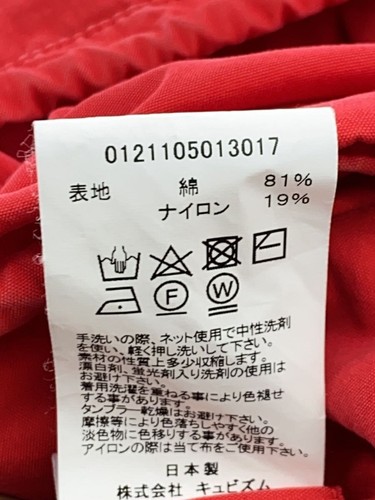 0121105013017
表地 綿 81%
ナイロン 19%
F W
手洗いの際、ネット使用で中性洗剤
を使い、軽く押し洗いして下さい。
素材の性質上多少収縮します。
漂白剤、蛍光剤入り洗剤の使用は
お避け下さい。
着用洗濯を重ねる事により色褪せ
する事があります。
タンブラー乾燥はお避け下さい。
摩擦等により色落ちしやすく他の
淡色物に色移りする事があります。
アイロンの際は当て布をご使用下さい。
日本製
株式会社 キュビズム